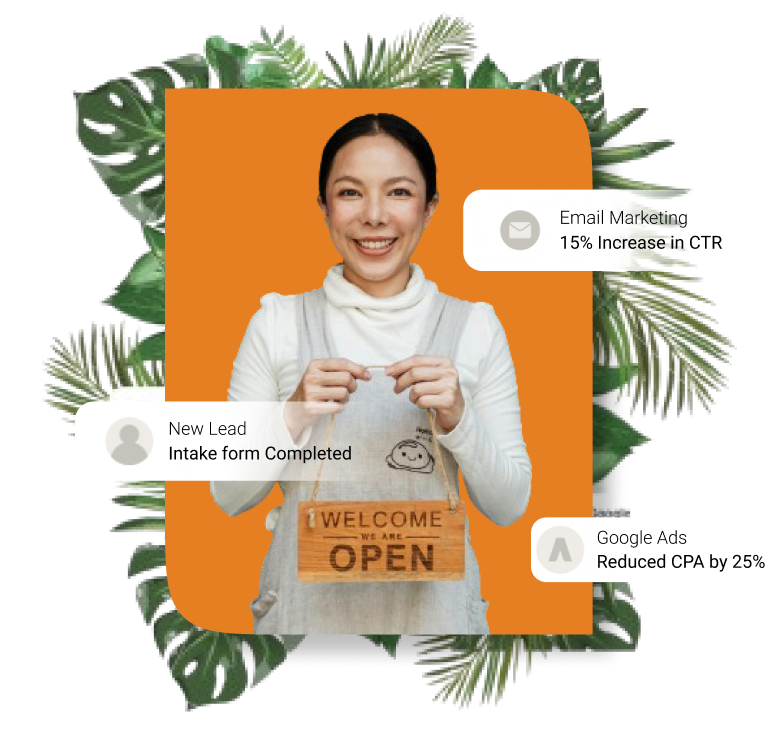 Email Marketing
15% Increase in CTR
New Lead
Intake form Completed
WELCOME
WE ARE
OPEN
Google
Google Ads
Reduced CPA by 25%